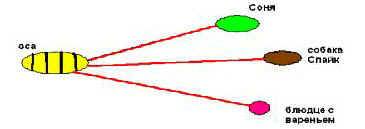 Соня
оса
собака
Спайк
блюдце с
вареньем